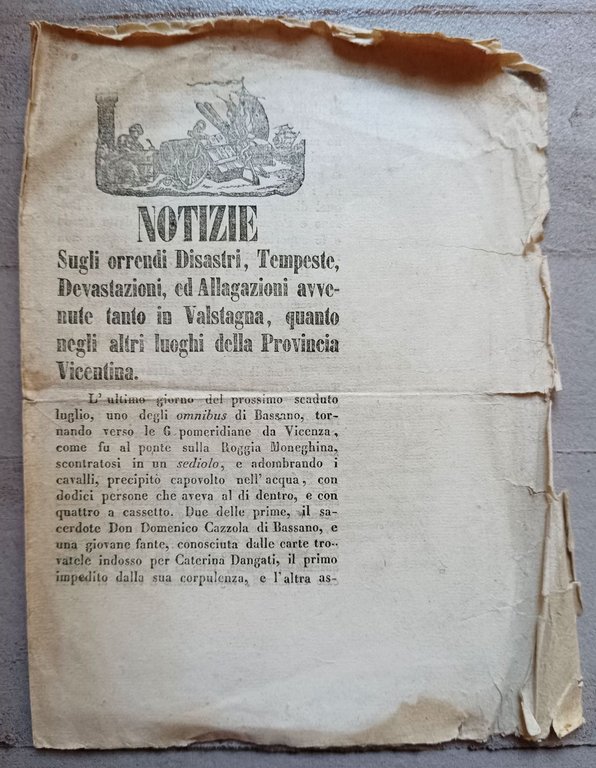 NOTIZIE
Sugli orrendi Disastri, Tempeste,
Devastazioni, ed Allagazioni avve-
nute tanto in Valstagna, quanto
negli altri luoghi della Provincia
Vicentina.
L' ultimo giorno del prossimo scaduto
luglio, uno degli omnibus di Bassano, tor-
nando verso le 6 pomeridiane da Vicenza,
come fu al ponte sulla Roggia Moneghina,
scontratosi in un sediolo, e adombrando i
cavalli, precipitò capovolto nell'acqua, con
dodici persone che aveva al di dentro, e con
quattro a cassetto. Due delle prime, il sa-
cerdote Don Domenico Cazzola di Bassano, e
una giovane fante, conosciuta dalle carte tro-
vatele indosso per Caterina Dangati, il primo
impedito dalla sua corpulenza, e l'altra as-